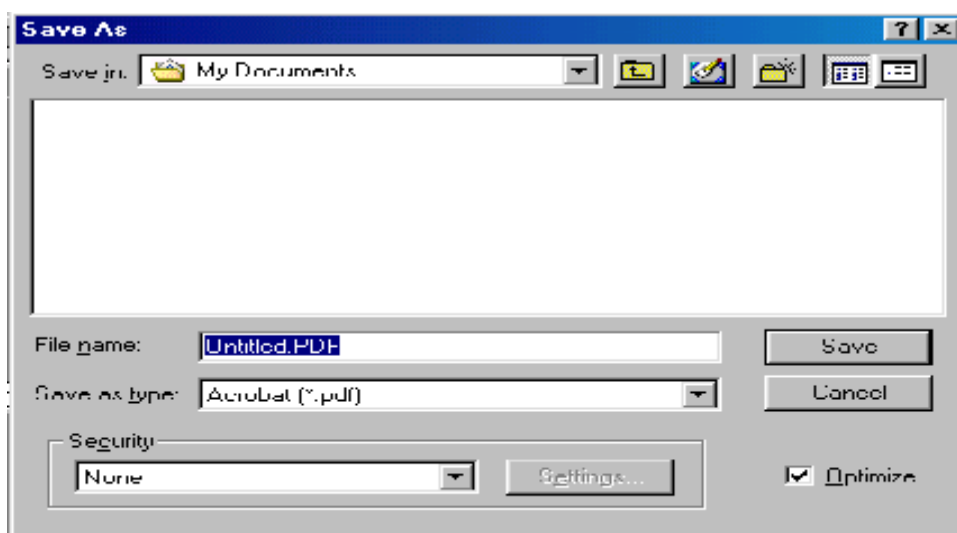 Save As
Save in: My Documents
File name: Untitled.PDF
Save
Save as type: Acrobat (*.pdf)
Cancel
Security
None
Settings...
Optimize